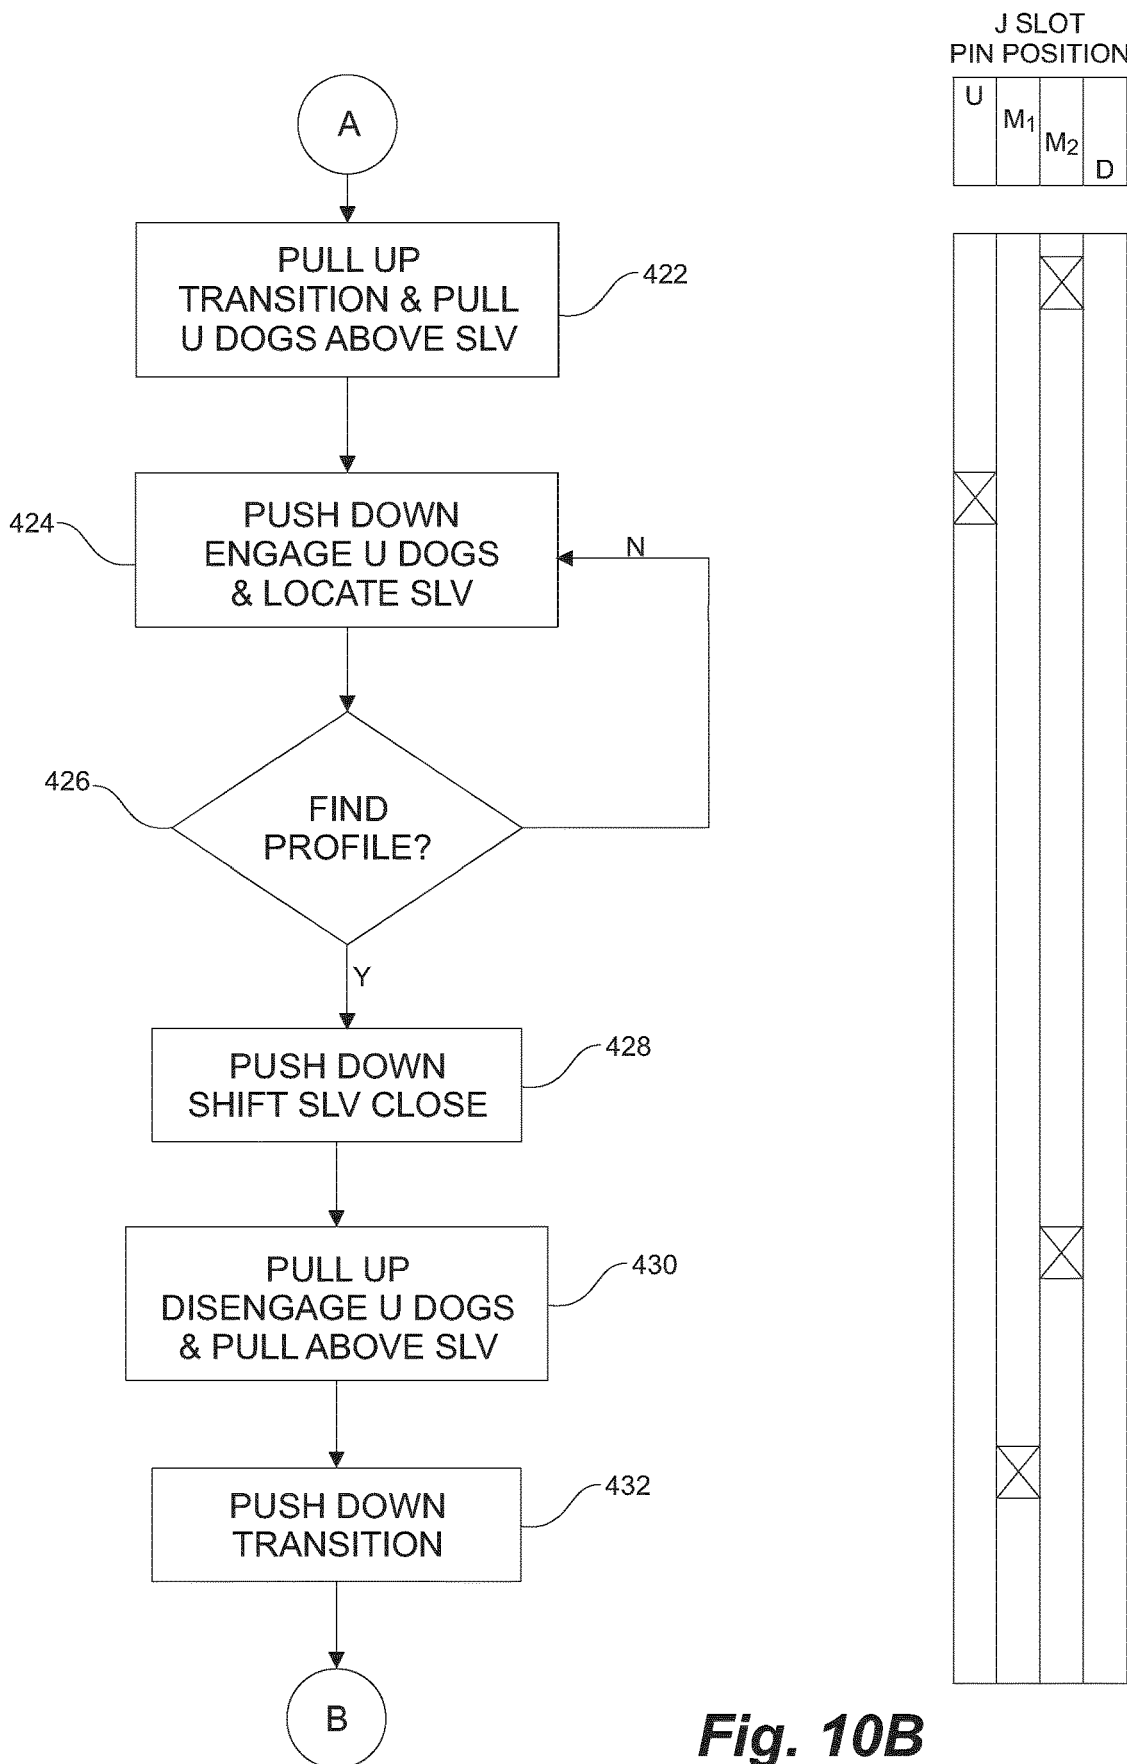 J SLOT
PIN POSITION
U
M1
M2
D
A
PULL UP
TRANSITION & PULL
U DOGS ABOVE SLV
422
PUSH DOWN
ENGAGE U DOGS
& LOCATE SLV
424
N
FIND
PROFILE?
426
Y
PUSH DOWN
SHIFT SLV CLOSE
428
PULL UP
DISENGAGE U DOGS
& PULL ABOVE SLV
430
PUSH DOWN
TRANSITION
432
B
Fig. 10B